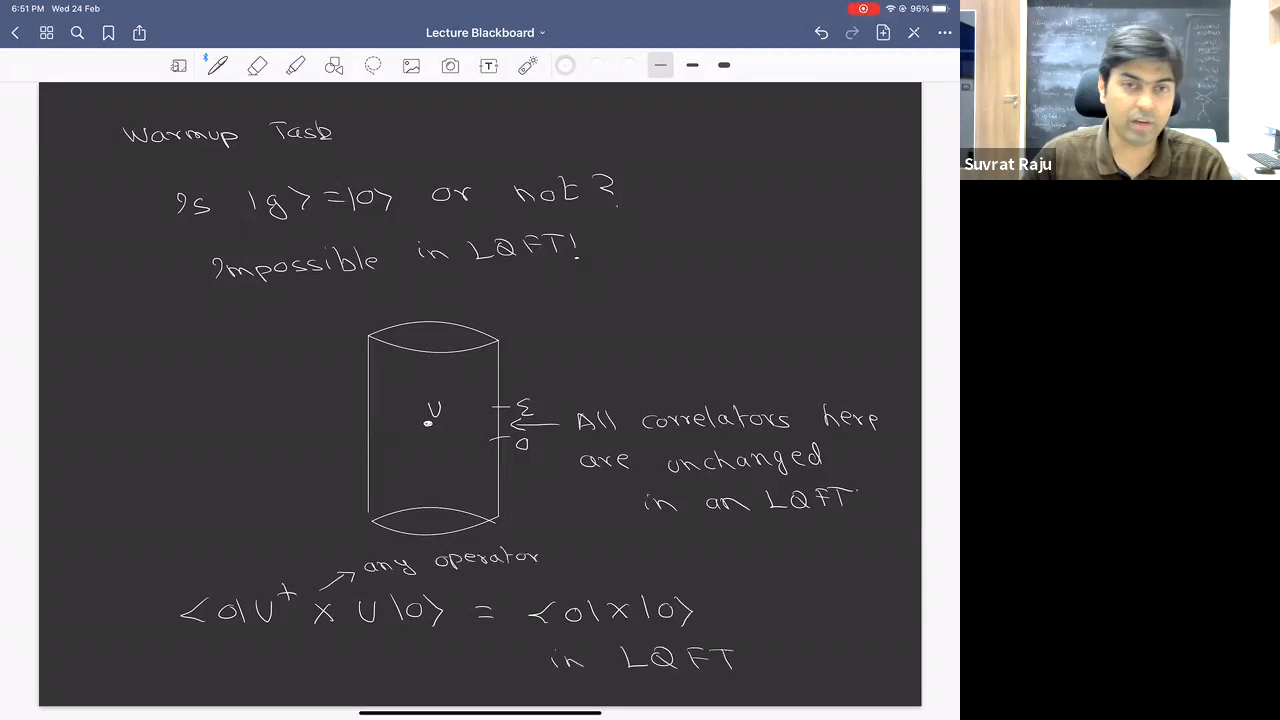 6:51 PM Wed 24 Feb
96%
Lecture Blackboard
T
Suvrat Raju
Warmup Task
Is |g> = |0> or not?
Impossible in LQFT!
U
ε
0
All correlators here
are unchanged
in an LQFT
any operator
<0|U† X U|0> = <0|X|0>
in LQFT